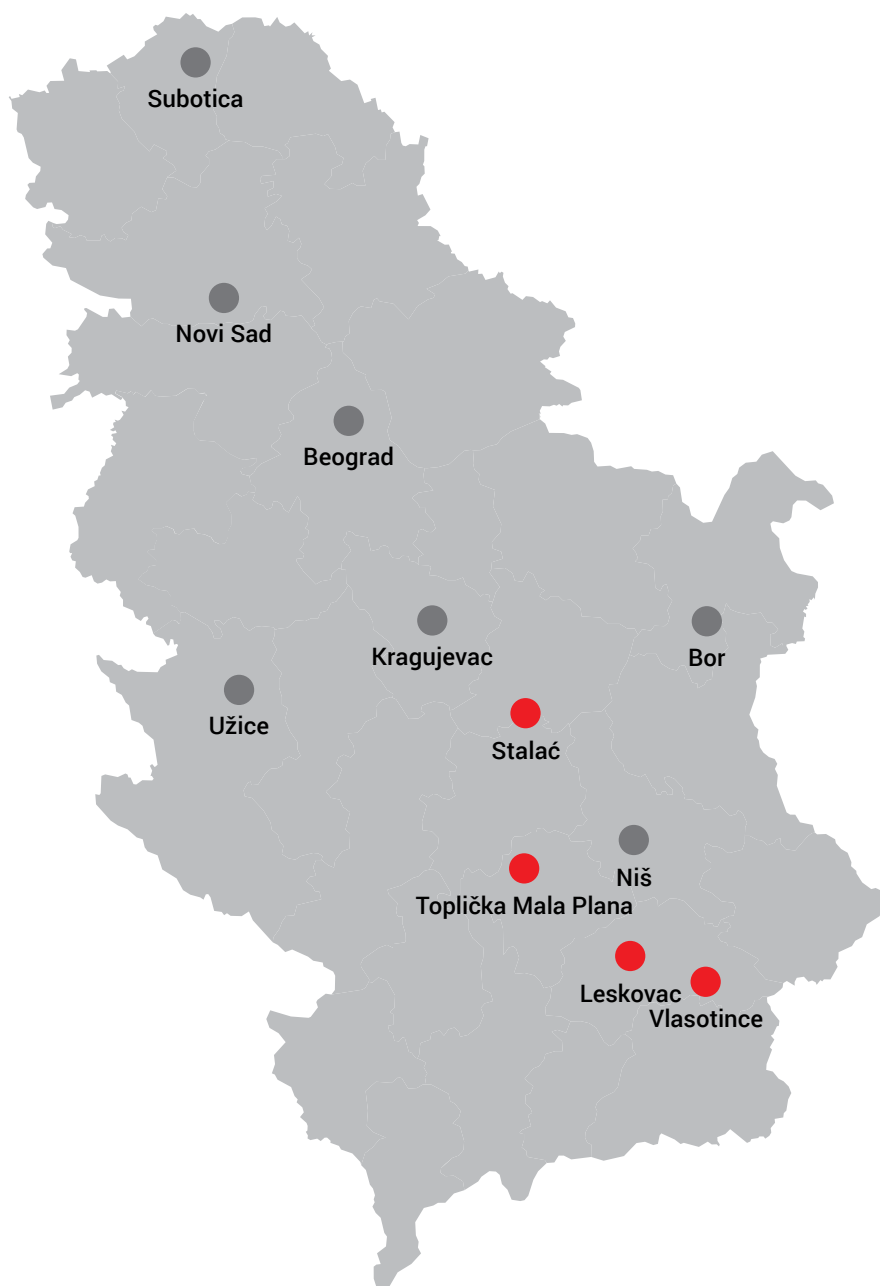 Subotica
Novi Sad
Beograd
Kragujevac
Bor
Užice
Stalać
Niš
Toplička Mala Plana
Leskovac
Vlasotince